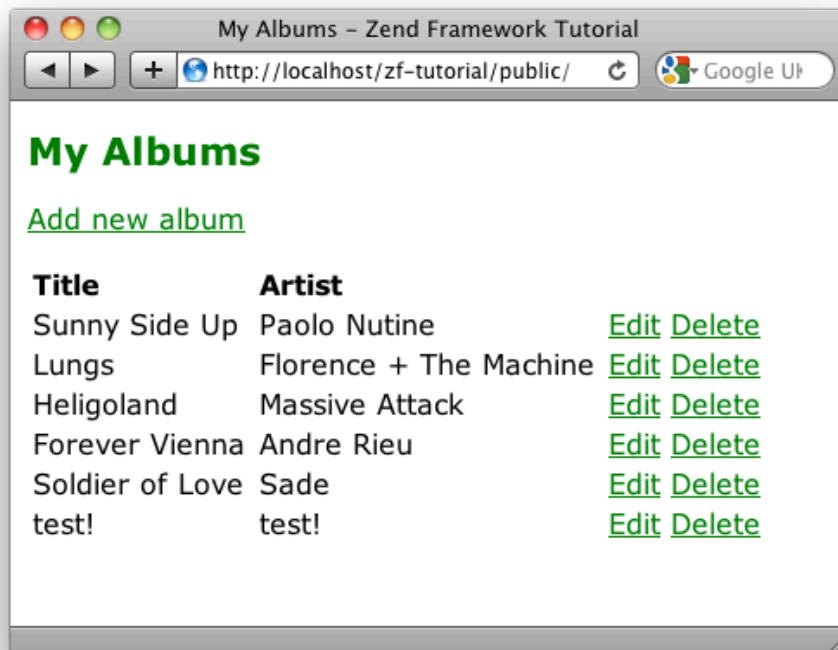 My Albums – Zend Framework Tutorial
+ http://localhost/zf-tutorial/public/ Google
My Albums
Add new album
Title Artist
Sunny Side Up Paolo Nutine Edit Delete
Lungs Florence + The Machine Edit Delete
Heligoland Massive Attack Edit Delete
Forever Vienna Andre Rieu Edit Delete
Soldier of Love Sade Edit Delete
test! test! Edit Delete